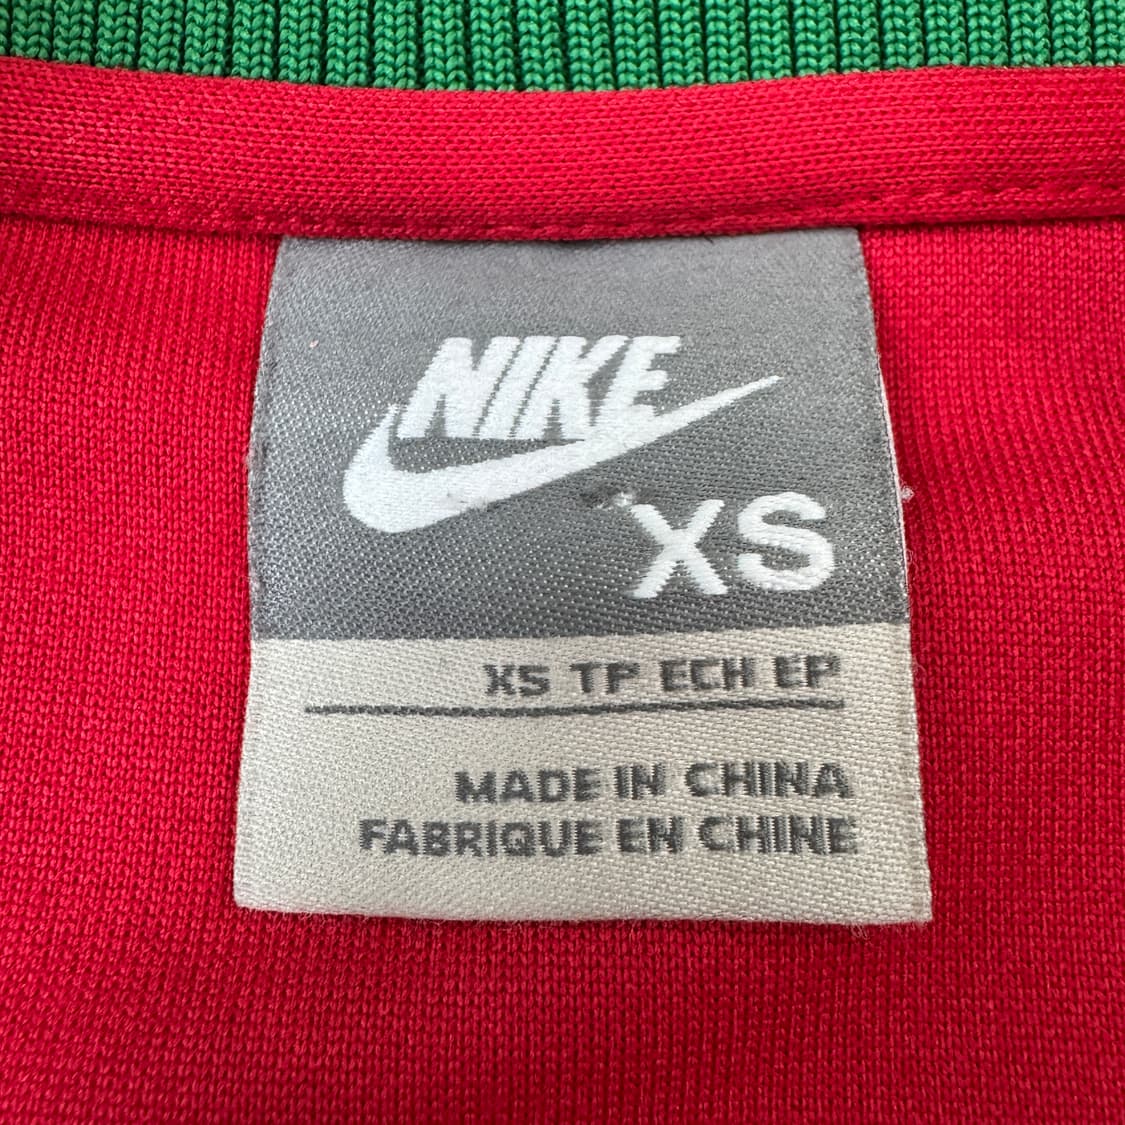 NIKE
XS
XS TP ECH EP
MADE IN CHINA
FABRIQUE EN CHINE